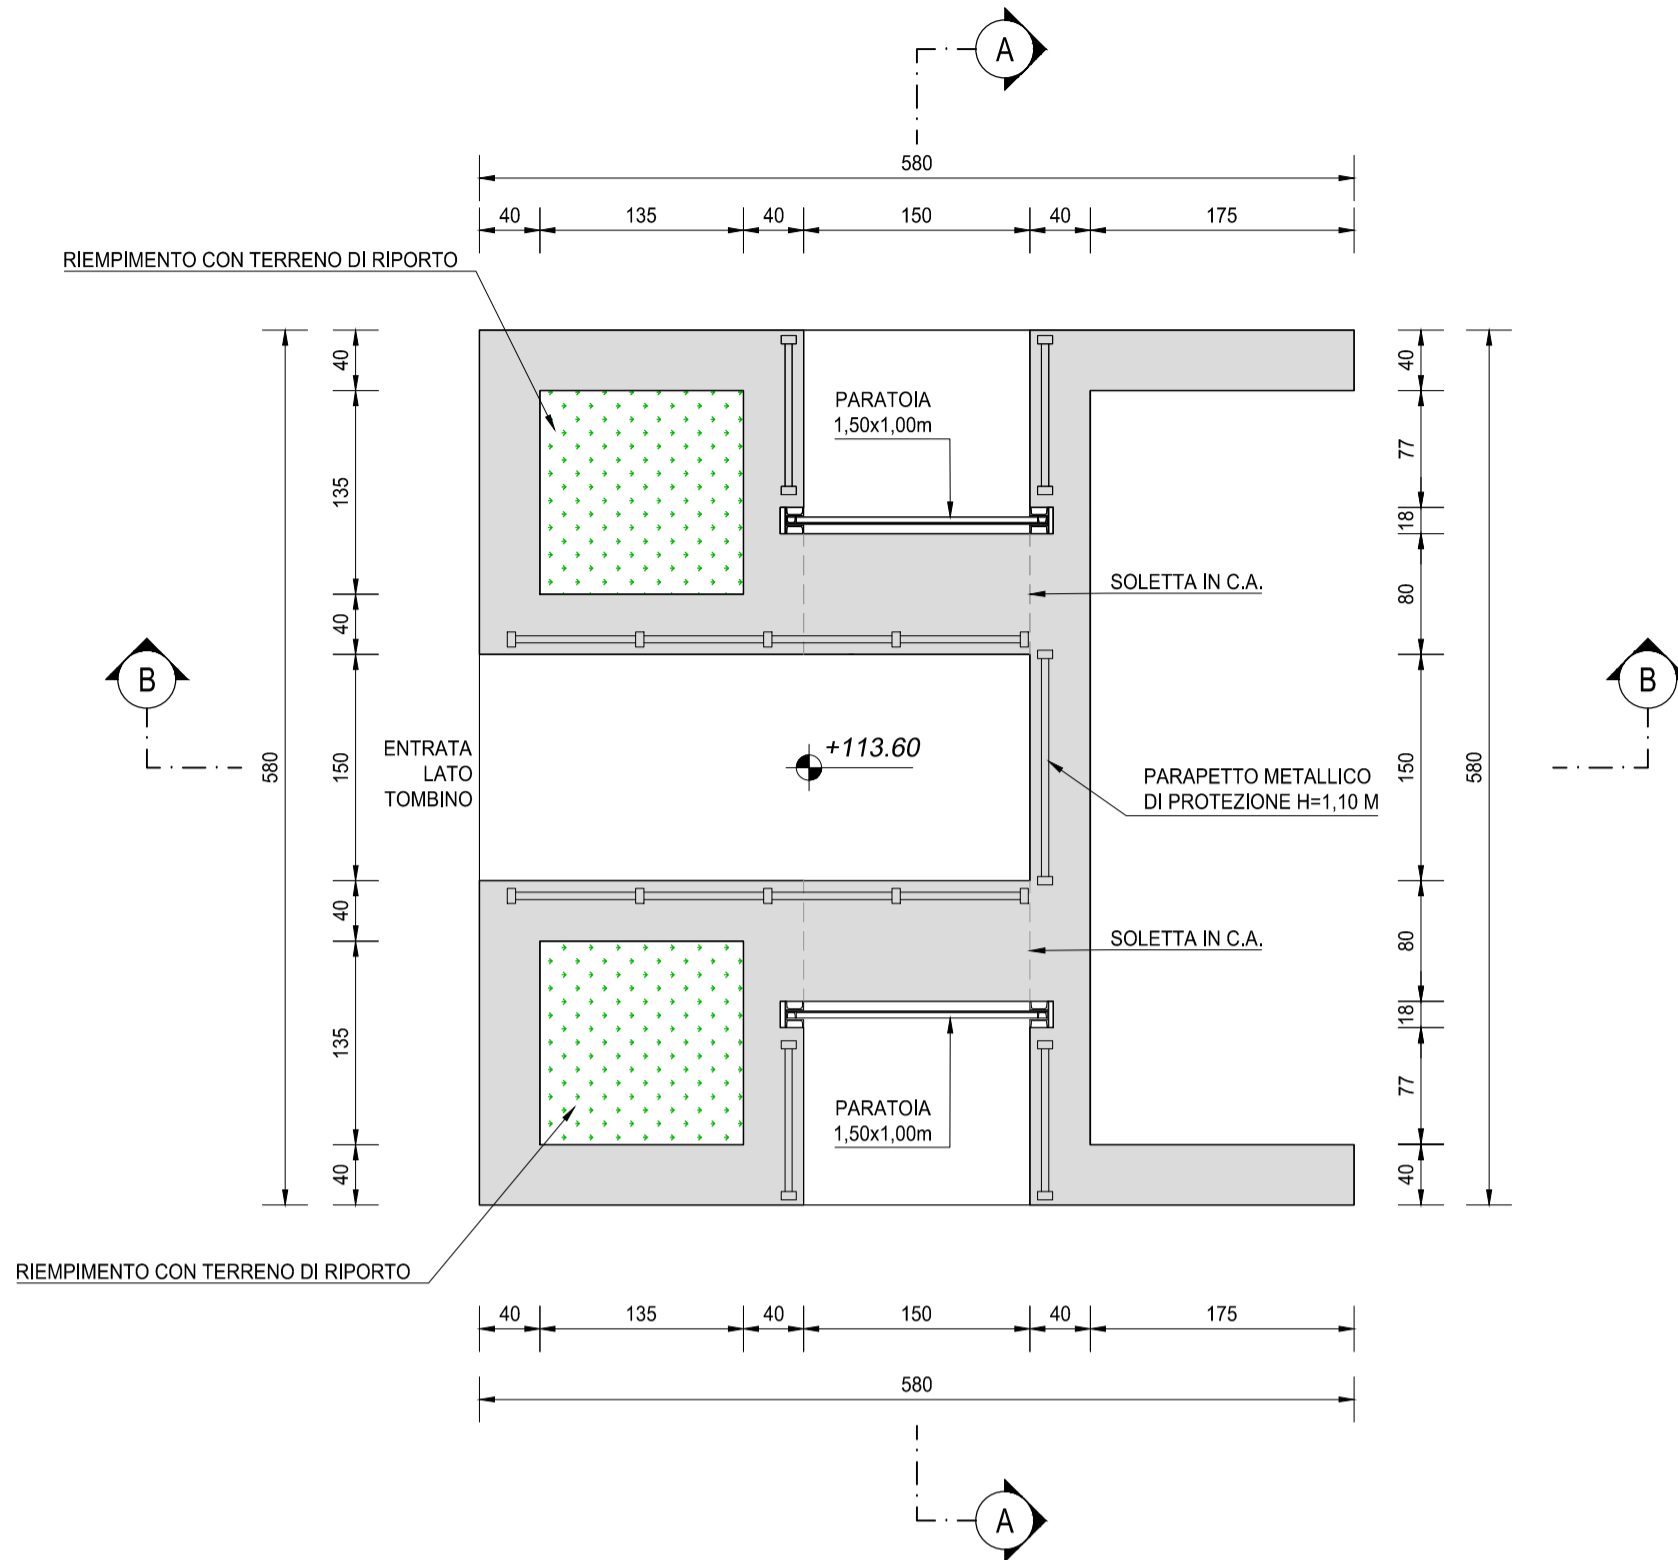 A
580
40 135 40 150 40 175
RIEMPIMENTO CON TERRENO DI RIPORTO
40
40
PARATOIA
1,50x1,00m
77
135
18
SOLETTA IN C.A.
80
40
B
B
580
150
ENTRATA
LATO
TOMBINO
+113.60
PARAPETTO METALLICO
DI PROTEZIONE H=1,10 M
150
580
40
SOLETTA IN C.A.
80
18
135
PARATOIA
1,50x1,00m
77
40
40
RIEMPIMENTO CON TERRENO DI RIPORTO
40 135 40 150 40 175
580
A